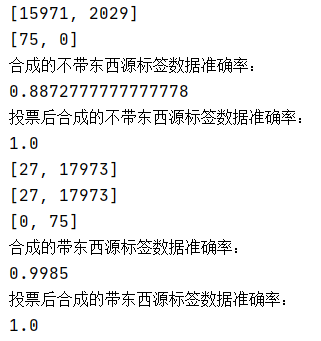 [15971, 2029]
[75, 0]
合成的不带东西源标签数据准确率：
0.8872777777777778
投票后合成的不带东西源标签数据准确率：
1.0
[27, 17973]
[27, 17973]
[0, 75]
合成的带东西源标签数据准确率：
0.9985
投票后合成的带东西源标签数据准确率：
1.0